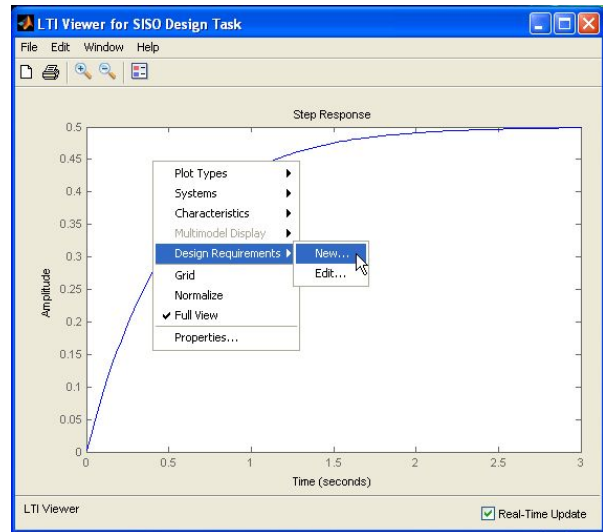 LTI Viewer for SISO Design Task
File Edit Window Help
Step Response
0.5
0.45
0.4
0.35
0.3
0.25
0.2
0.15
0.1
0.05
0
Amplitude
Plot Types
Systems
Characteristics
Multimodel Display
Design Requirements
Grid
Normalize
Full View
Properties...
New...
Edit...
0 0.5 1 1.5 2 2.5 3
Time (seconds)
LTI Viewer
Real-Time Update